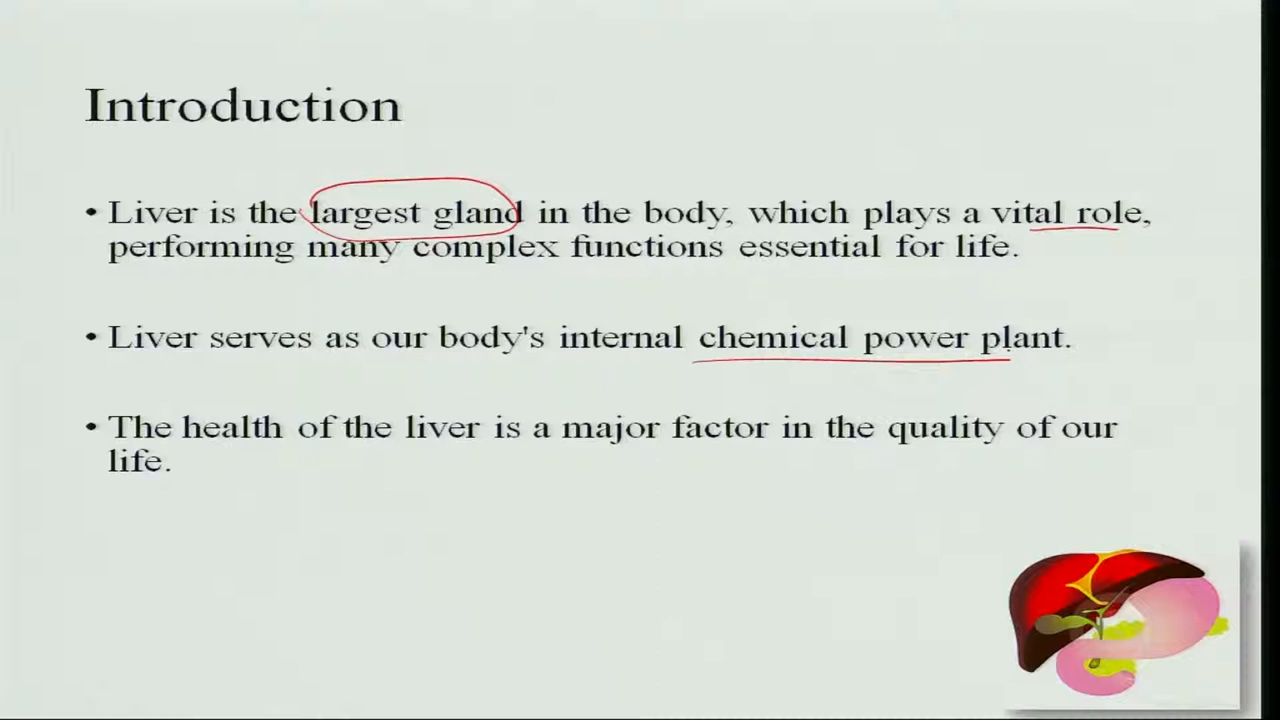 Introduction
• Liver is the largest gland in the body, which plays a vital role,
performing many complex functions essential for life.
• Liver serves as our body's internal chemical power plant.
• The health of the liver is a major factor in the quality of our
life.